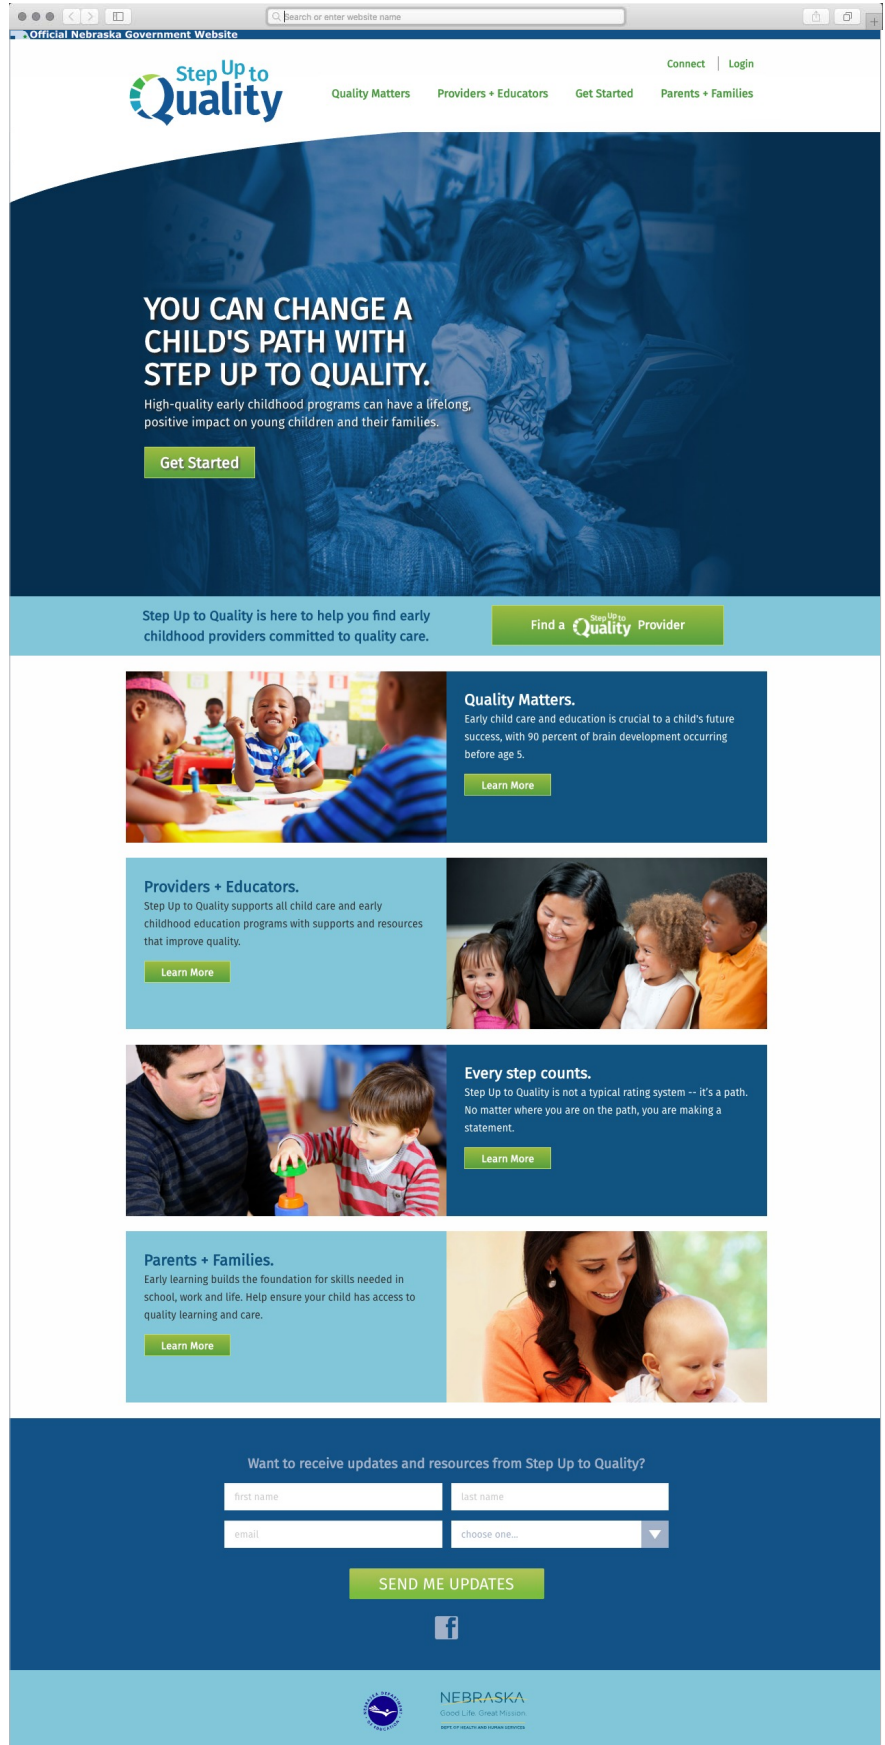 Search or enter website name
Official Nebraska Government Website
Step Up to
Quality
Connect
Login
Quality Matters
Providers + Educators
Get Started
Parents + Families
YOU CAN CHANGE A
CHILD'S PATH WITH
STEP UP TO QUALITY.
High-quality early childhood programs can have a lifelong,
positive impact on young children and their families.
Get Started
Step Up to Quality is here to help you find early
childhood providers committed to quality care.
Find a Step Up to Quality Provider
Quality Matters.
Early child care and education is crucial to a child's future
success, with 90 percent of brain development occurring
before age 5.
Learn More
Providers + Educators.
Step Up to Quality supports all child care and early
childhood education programs with supports and resources
that improve quality.
Learn More
Every step counts.
Step Up to Quality is not a typical rating system -- it's a path.
No matter where you are on the path, you are making a
statement.
Learn More
Parents + Families.
Early learning builds the foundation for skills needed in
school, work and life. Help ensure your child has access to
quality learning and care.
Learn More
Want to receive updates and resources from Step Up to Quality?
first name
last name
email
choose one...
SEND ME UPDATES
f
NEBRASKA DEPARTMENT
OF EDUCATION
NEBRASKA
Good Life. Great Mission.
DEPT. OF HEALTH AND HUMAN SERVICES